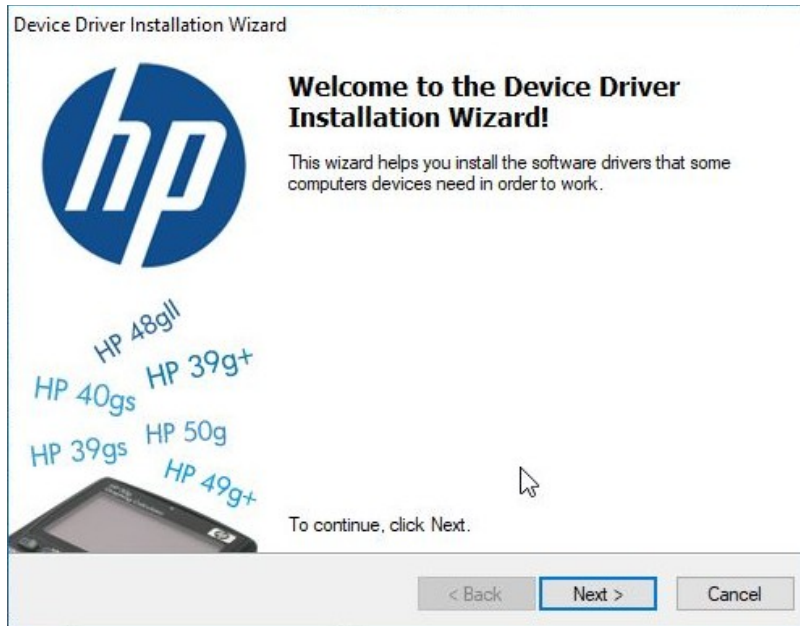 Device Driver Installation Wizard
hp
Welcome to the Device Driver
Installation Wizard!
This wizard helps you install the software drivers that some
computers devices need in order to work.
HP 48gll
HP 39g+
HP 40gs
HP 50g
HP 39gs
HP 49g+
To continue, click Next.
< Back
Next >
Cancel